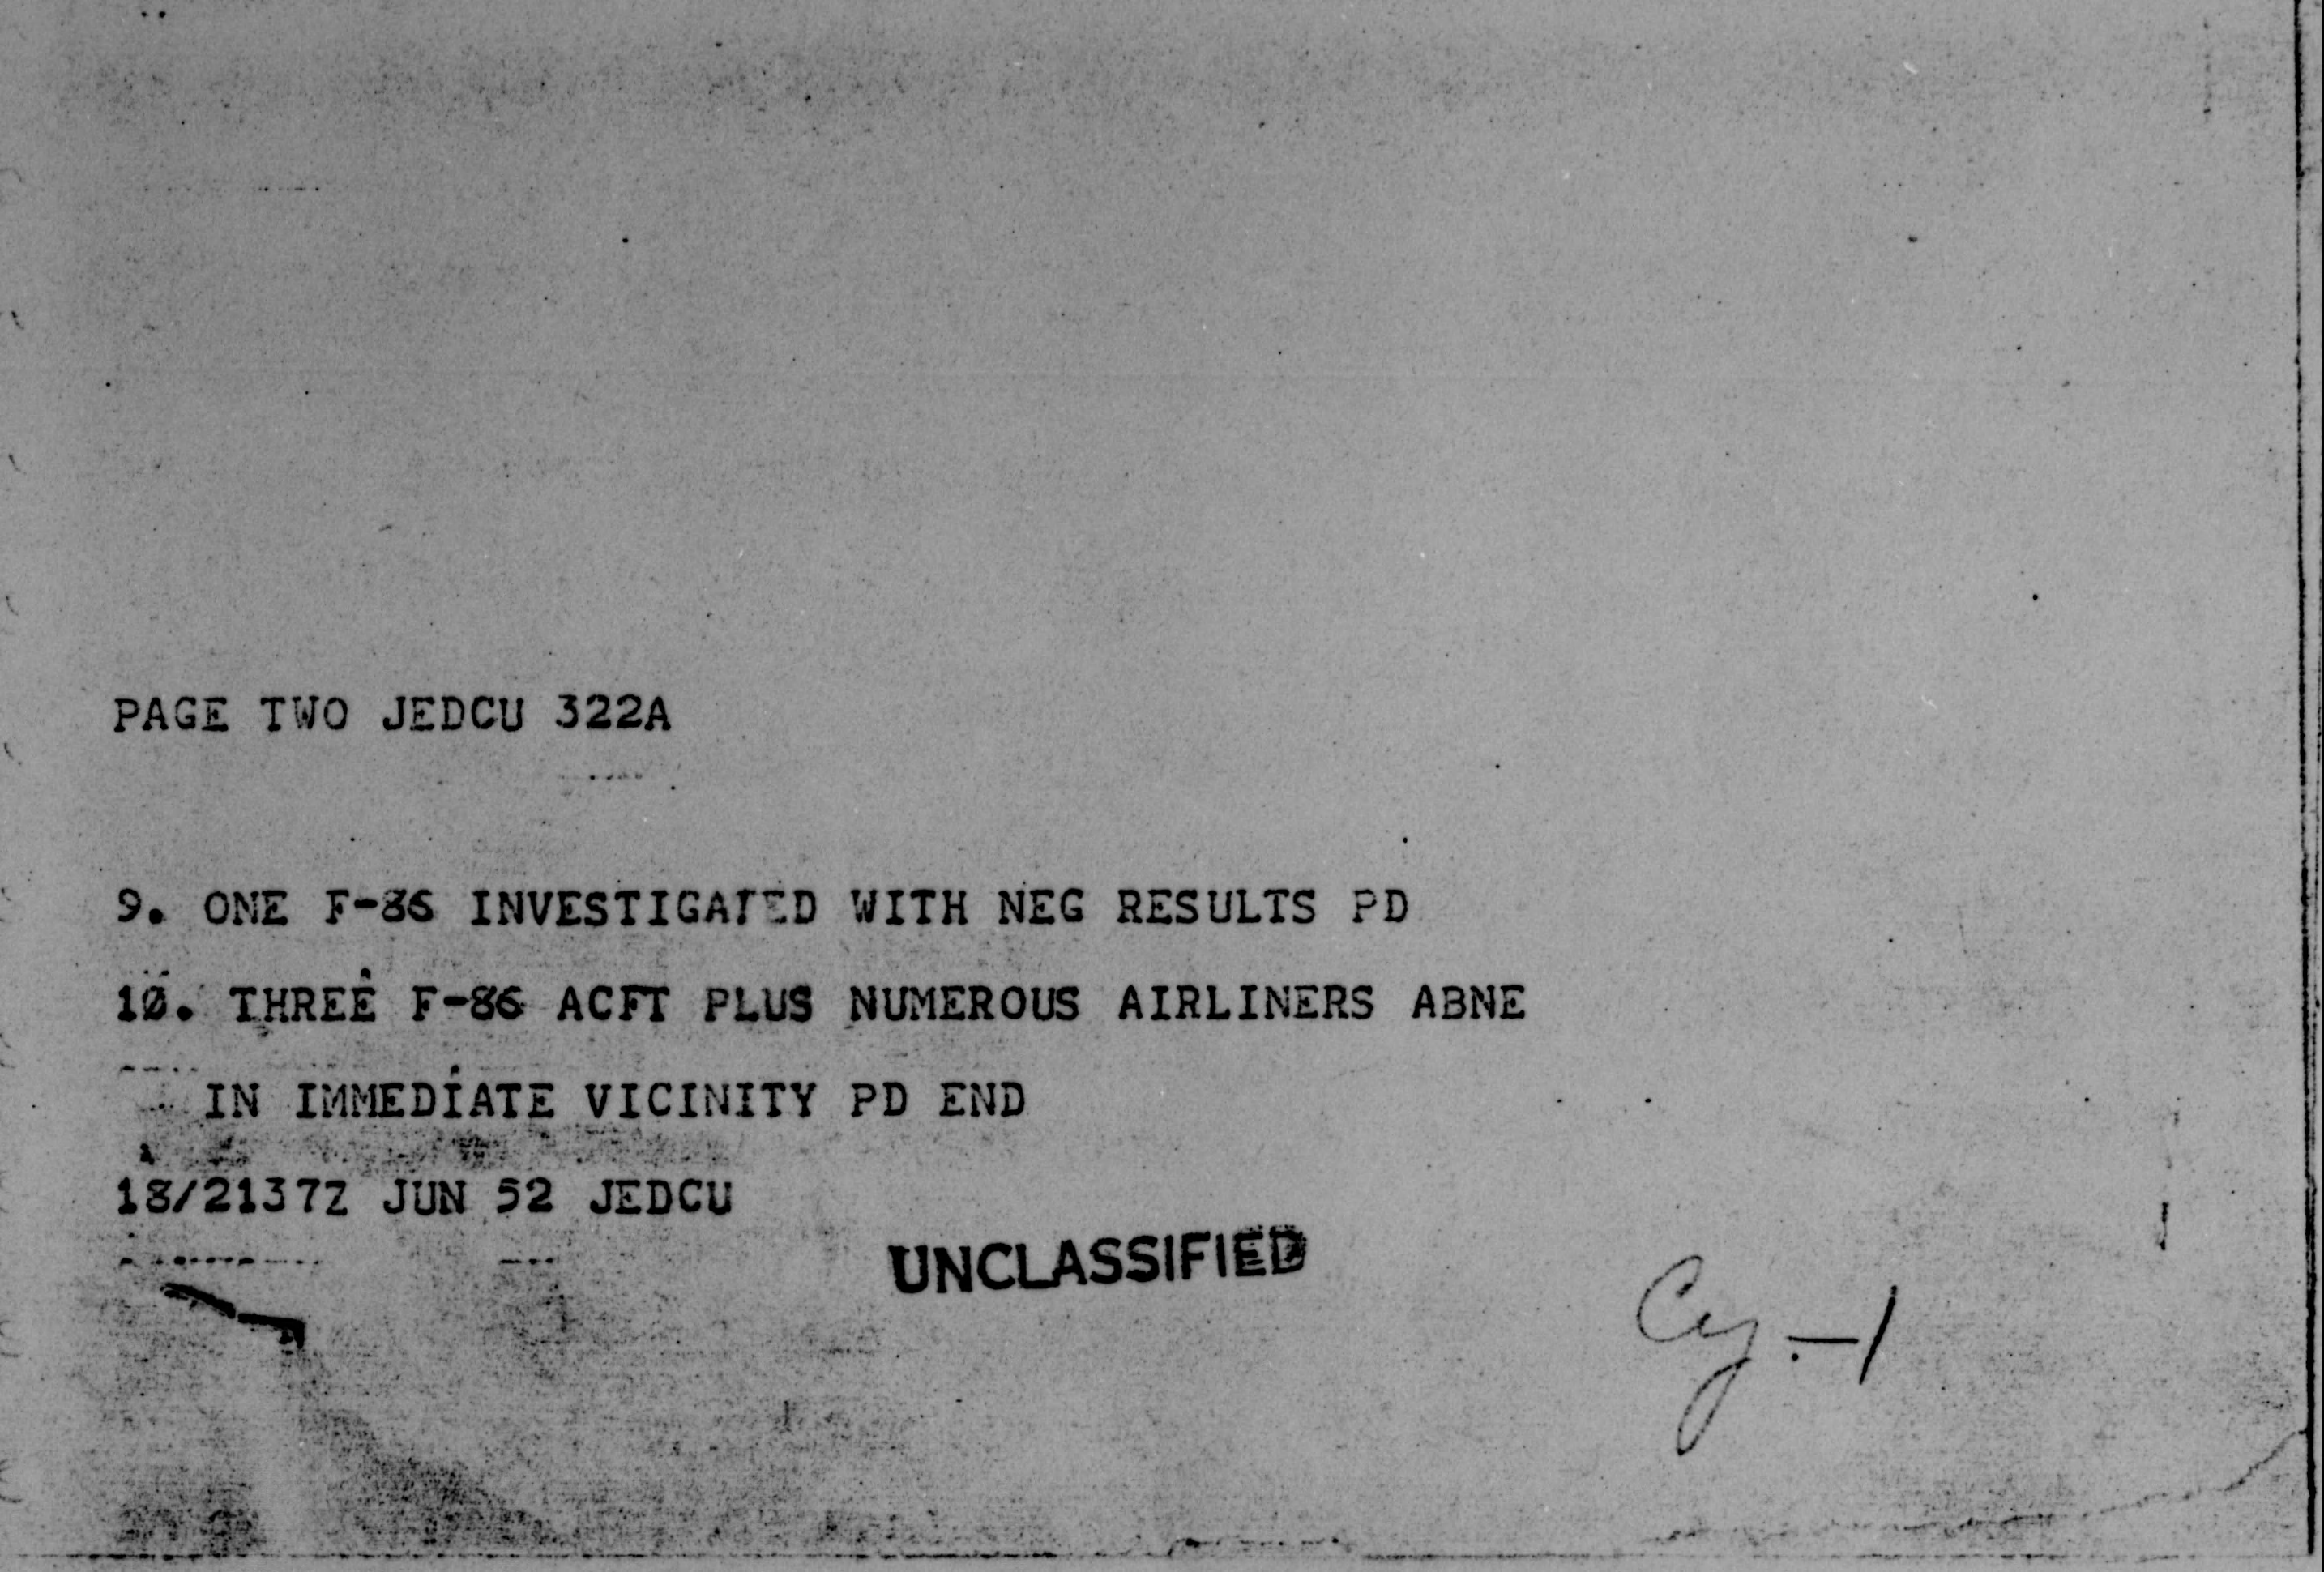 PAGE TWO JEDCU 322A
9. ONE F-86 INVESTIGATED WITH NEG RESULTS PD
10. THREE F-86 ACFT PLUS NUMEROUS AIRLINERS ABNE
IN IMMEDIATE VICINITY PD END
18/2137Z JUN 52 JEDCU
UNCLASSIFIED
Cy.-1